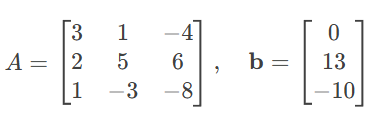 A = [3 1 −4; 2 5 6; 1 −3 −8], b = [0; 13; −10]